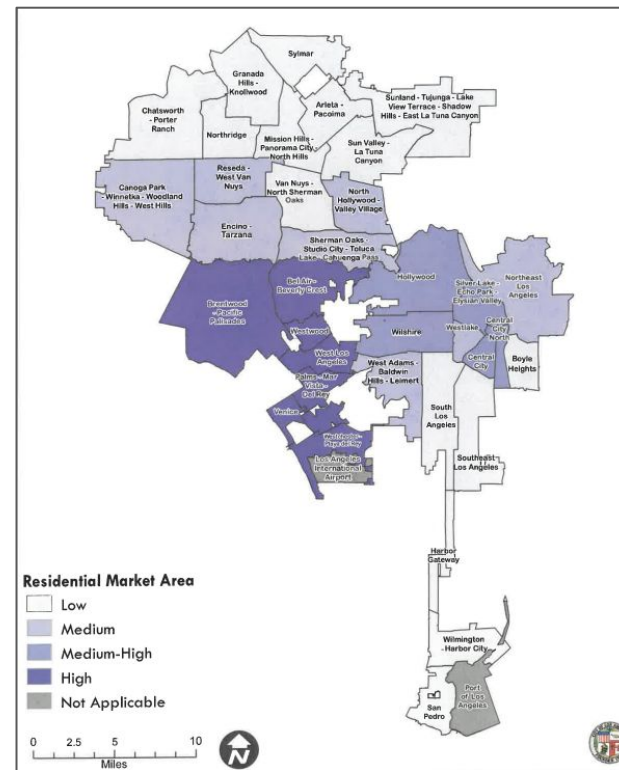 Sylmar
Granada
Hills -
Knollwood
Chatsworth
- Porter
Ranch
Northridge
Arleta -
Pacoima
Mission Hills -
Panorama City -
North Hills
Sunland - Tujunga - Lake
View Terrace - Shadow
Hills - East La Tuna Canyon
Sun Valley -
La Tuna
Canyon
Canoga Park
- Winnetka - Woodland
Hills - West Hills
Reseda -
West Van
Nuys
Van Nuys -
North Sherman
Oaks
North
Hollywood -
Valley Village
Encino -
Tarzana
Sherman Oaks -
Studio City - Toluca
Lake - Cahuenga Pass
Brentwood
- Pacific
Palisades
Bel Air -
Beverly Crest
Hollywood
Silver Lake -
Echo Park -
Elysian Valley
Northeast
Los
Angeles
Westwood
Wilshire
Westlake
Central
City
North
Central
City
Boyle
Heights
West Los
Angeles
West Adams -
Baldwin
Hills - Leimert
Palms - Mar
Vista -
Del Rey
Venice
South
Los
Angeles
Westchester -
Playa del Rey
Los Angeles
International
Airport
Southeast
Los Angeles
Harbor
Gateway
Wilmington
- Harbor City
Port
of Los
Angeles
San
Pedro
Residential Market Area
Low
Medium
Medium-High
High
Not Applicable
0 2.5 5 10
Miles
N